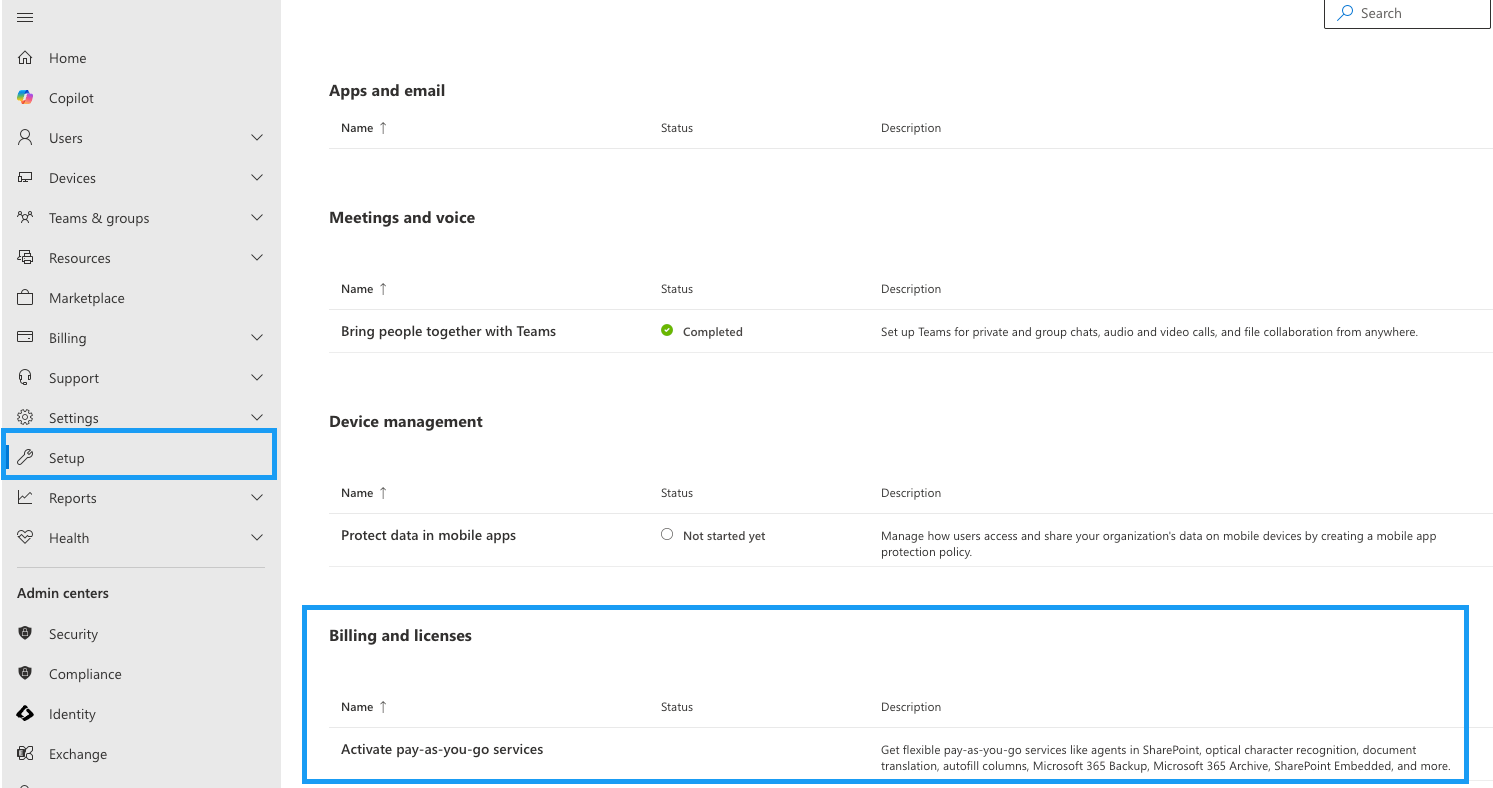 Search
Home
Copilot
Users
Devices
Teams & groups
Resources
Marketplace
Billing
Support
Settings
Setup
Reports
Health
Admin centers
Security
Compliance
Identity
Exchange
Apps and email
Name ↑ Status Description
Meetings and voice
Name ↑ Status Description
Bring people together with Teams Completed Set up Teams for private and group chats, audio and video calls, and file collaboration from anywhere.
Device management
Name ↑ Status Description
Protect data in mobile apps Not started yet Manage how users access and share your organization's data on mobile devices by creating a mobile app
protection policy.
Billing and licenses
Name ↑ Status Description
Activate pay-as-you-go services Get flexible pay-as-you-go services like agents in SharePoint, optical character recognition, document
translation, autofill columns, Microsoft 365 Backup, Microsoft 365 Archive, SharePoint Embedded, and more.